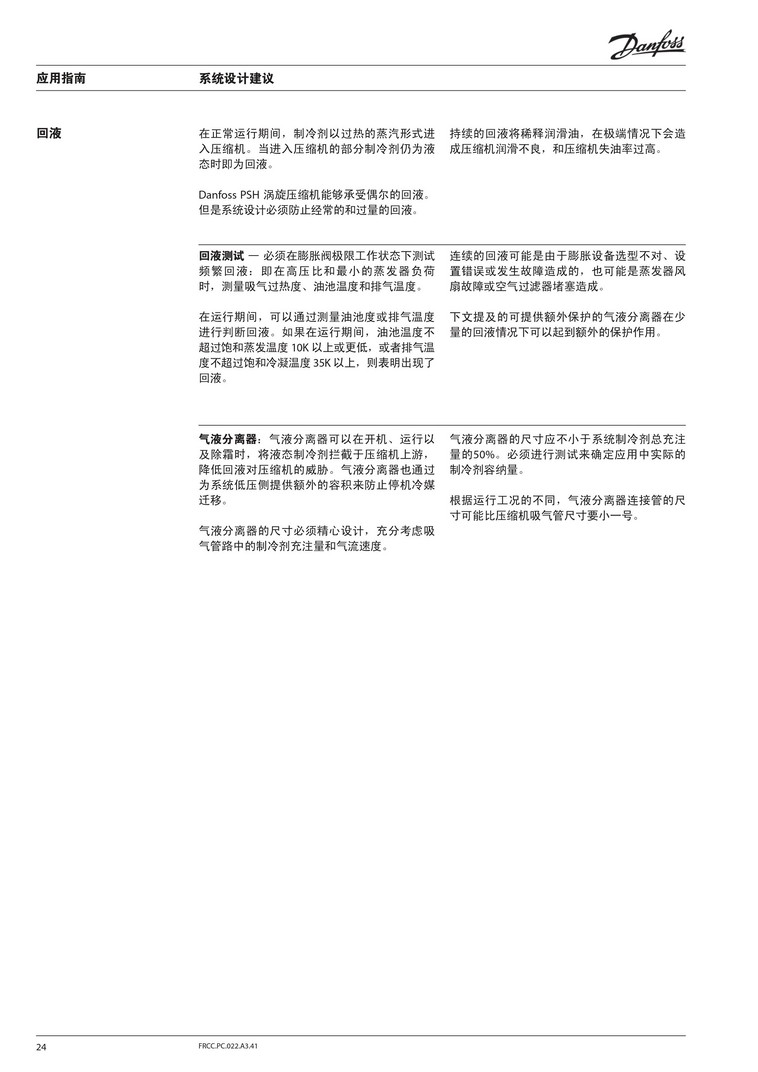 Danfoss
应用指南
系统设计建议
回液
在正常运行期间，制冷剂以过热的蒸汽形式进
入压缩机。当进入压缩机的部分制冷剂仍为液
态时即为回液。
Danfoss PSH 涡旋压缩机能够承受偶尔的回液。
但是系统设计必须防止经常的和过量的回液。
持续的回液将稀释润滑油，在极端情况下会造
成压缩机润滑不良，和压缩机失油率过高。
回液测试 — 必须在膨胀阀极限工作状态下测试
频繁回液：即在高压比和最小的蒸发器负荷
时，测量吸气过热度、油池温度和排气温度。
在运行期间，可以通过测量油池度或排气温度
进行判断回液。如果在运行期间，油池温度不
超过饱和蒸发温度 10K 以上或更低，或者排气温
度不超过饱和冷凝温度 35K 以上，则表明出现了
回液。
连续的回液可能是由于膨胀设备选型不对、设
置错误或发生故障造成的，也可能是蒸发器风
扇故障或空气过滤器堵塞造成。
下文提及的可提供额外保护的气液分离器在少
量的回液情况下可以起到额外的保护作用。
气液分离器：气液分离器可以在开机、运行以
及除霜时，将液态制冷剂拦截于压缩机上游，
降低回液对压缩机的威胁。气液分离器也通过
为系统低压侧提供额外的容积来防止停机冷媒
迁移。
气液分离器的尺寸必须精心设计，充分考虑吸
气管路中的制冷剂充注量和气流速度。
气液分离器的尺寸应不小于系统制冷剂总充注
量的50%。必须进行测试来确定应用中实际的
制冷剂容纳量。
根据运行工况的不同，气液分离器连接管的尺
寸可能比压缩机吸气管尺寸要小一号。
24
FRCC.PC.022.A3.41